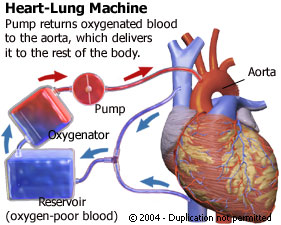 Heart-Lung Machine
Pump returns oxygenated blood
to the aorta, which delivers
it to the rest of the body.
Aorta
Pump
Oxygenator
Reservoir
(oxygen-poor blood)
© 2004 - Duplication not permitted